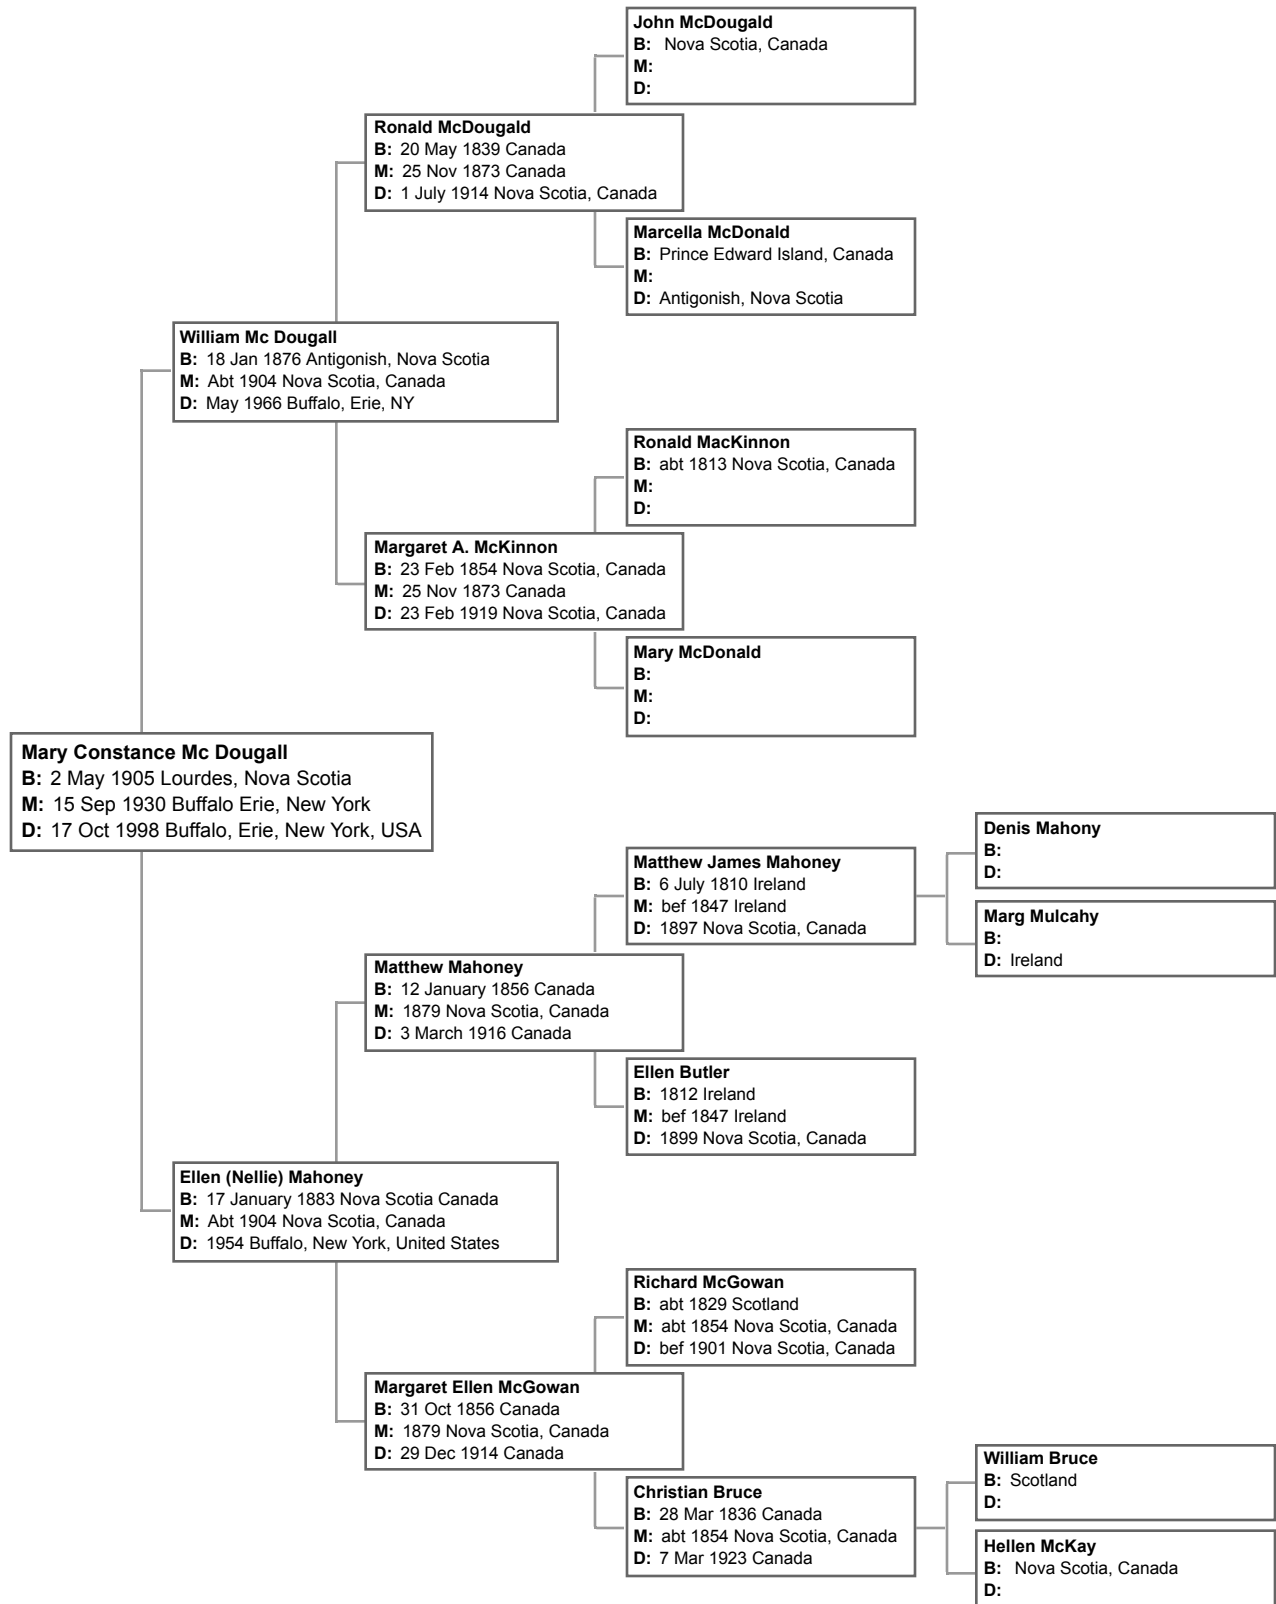 John McDougald
B: Nova Scotia, Canada
M:
D:
Ronald McDougald
B: 20 May 1839 Canada
M: 25 Nov 1873 Canada
D: 1 July 1914 Nova Scotia, Canada
Marcella McDonald
B: Prince Edward Island, Canada
M:
D: Antigonish, Nova Scotia
William Mc Dougall
B: 18 Jan 1876 Antigonish, Nova Scotia
M: Abt 1904 Nova Scotia, Canada
D: May 1966 Buffalo, Erie, NY
Ronald MacKinnon
B: abt 1813 Nova Scotia, Canada
M:
D:
Margaret A. McKinnon
B: 23 Feb 1854 Nova Scotia, Canada
M: 25 Nov 1873 Canada
D: 23 Feb 1919 Nova Scotia, Canada
Mary McDonald
B:
M:
D:
Mary Constance Mc Dougall
B: 2 May 1905 Lourdes, Nova Scotia
M: 15 Sep 1930 Buffalo Erie, New York
D: 17 Oct 1998 Buffalo, Erie, New York, USA
Denis Mahony
B:
D:
Matthew James Mahoney
B: 6 July 1810 Ireland
M: bef 1847 Ireland
D: 1897 Nova Scotia, Canada
Marg Mulcahy
B:
D: Ireland
Matthew Mahoney
B: 12 January 1856 Canada
M: 1879 Nova Scotia, Canada
D: 3 March 1916 Canada
Ellen Butler
B: 1812 Ireland
M: bef 1847 Ireland
D: 1899 Nova Scotia, Canada
Ellen (Nellie) Mahoney
B: 17 January 1883 Nova Scotia Canada
M: Abt 1904 Nova Scotia, Canada
D: 1954 Buffalo, New York, United States
Richard McGowan
B: abt 1829 Scotland
M: abt 1854 Nova Scotia, Canada
D: bef 1901 Nova Scotia, Canada
Margaret Ellen McGowan
B: 31 Oct 1856 Canada
M: 1879 Nova Scotia, Canada
D: 29 Dec 1914 Canada
William Bruce
B: Scotland
D:
Christian Bruce
B: 28 Mar 1836 Canada
M: abt 1854 Nova Scotia, Canada
D: 7 Mar 1923 Canada
Hellen McKay
B: Nova Scotia, Canada
D: